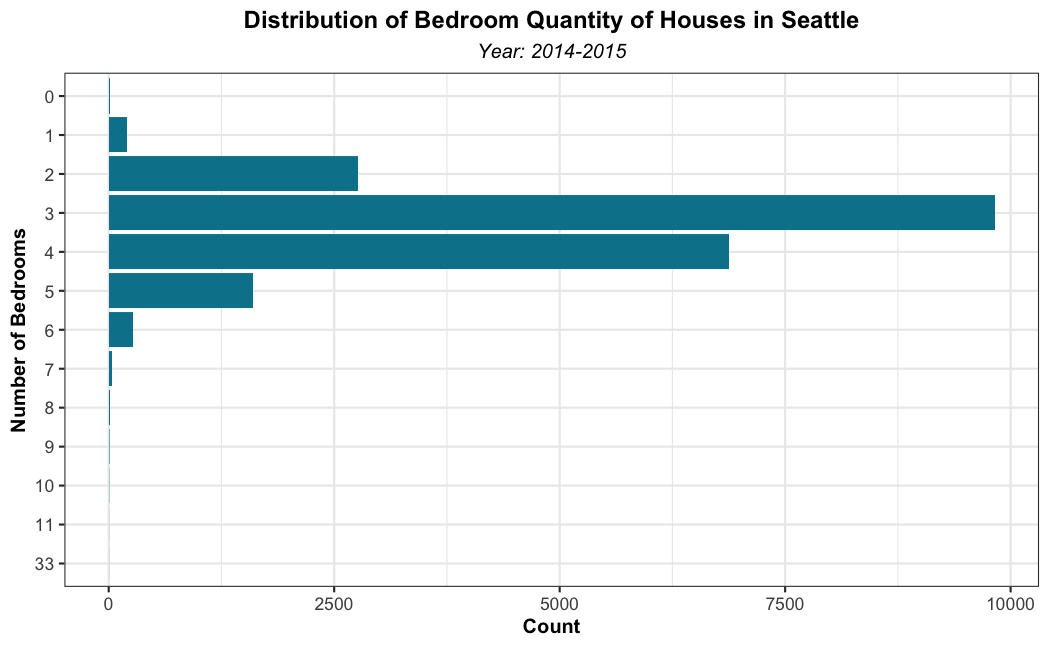 Distribution of Bedroom Quantity of Houses in Seattle
Year: 2014-2015
Number of Bedrooms
0
1
2
3
4
5
6
7
8
9
10
11
33
0 2500 5000 7500 10000
Count